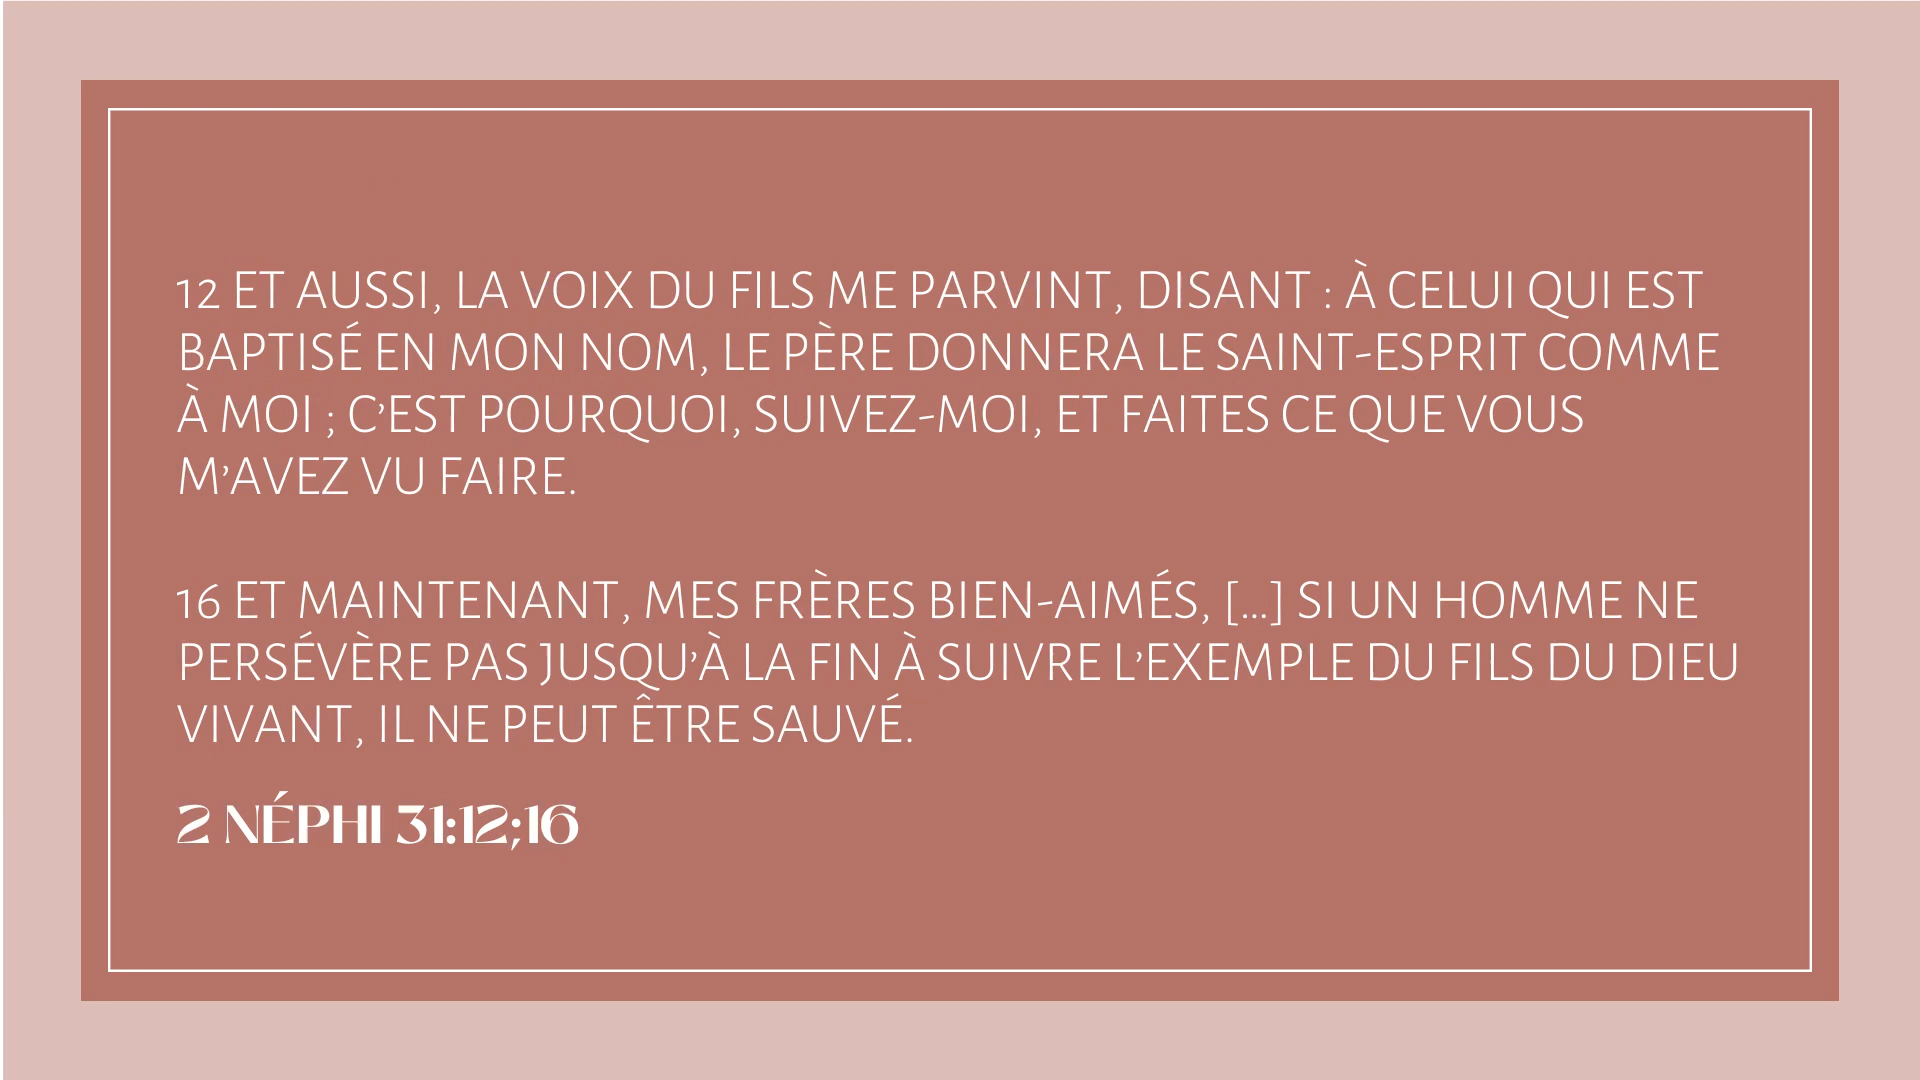 12 ET AUSSI, LA VOIX DU FILS ME PARVINT, DISANT : À CELUI QUI EST
BAPTISÉ EN MON NOM, LE PÈRE DONNERA LE SAINT-ESPRIT COMME
À MOI ; C'EST POURQUOI, SUIVEZ-MOI, ET FAITES CE QUE VOUS
M'AVEZ VU FAIRE.
16 ET MAINTENANT, MES FRÈRES BIEN-AIMÉS, [...] SI UN HOMME NE
PERSÉVÈRE PAS JUSQU'À LA FIN À SUIVRE L'EXEMPLE DU FILS DU DIEU
VIVANT, IL NE PEUT ÊTRE SAUVÉ.
2 NÉPHI 31:12;16